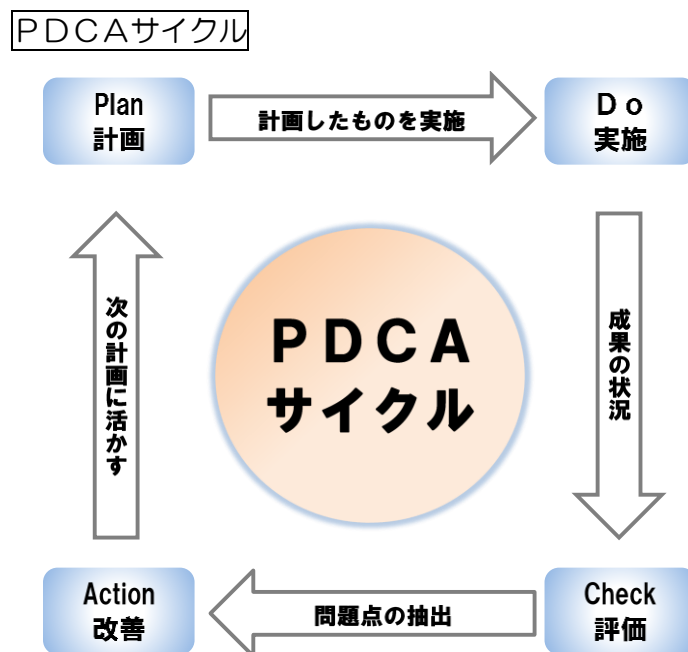 ＰＤＣＡサイクル
Plan
計画
計画したものを実施
Ｄｏ
実施
次の計画に活かす
ＰＤＣＡ
サイクル
成果の状況
Action
改善
問題点の抽出
Check
評価